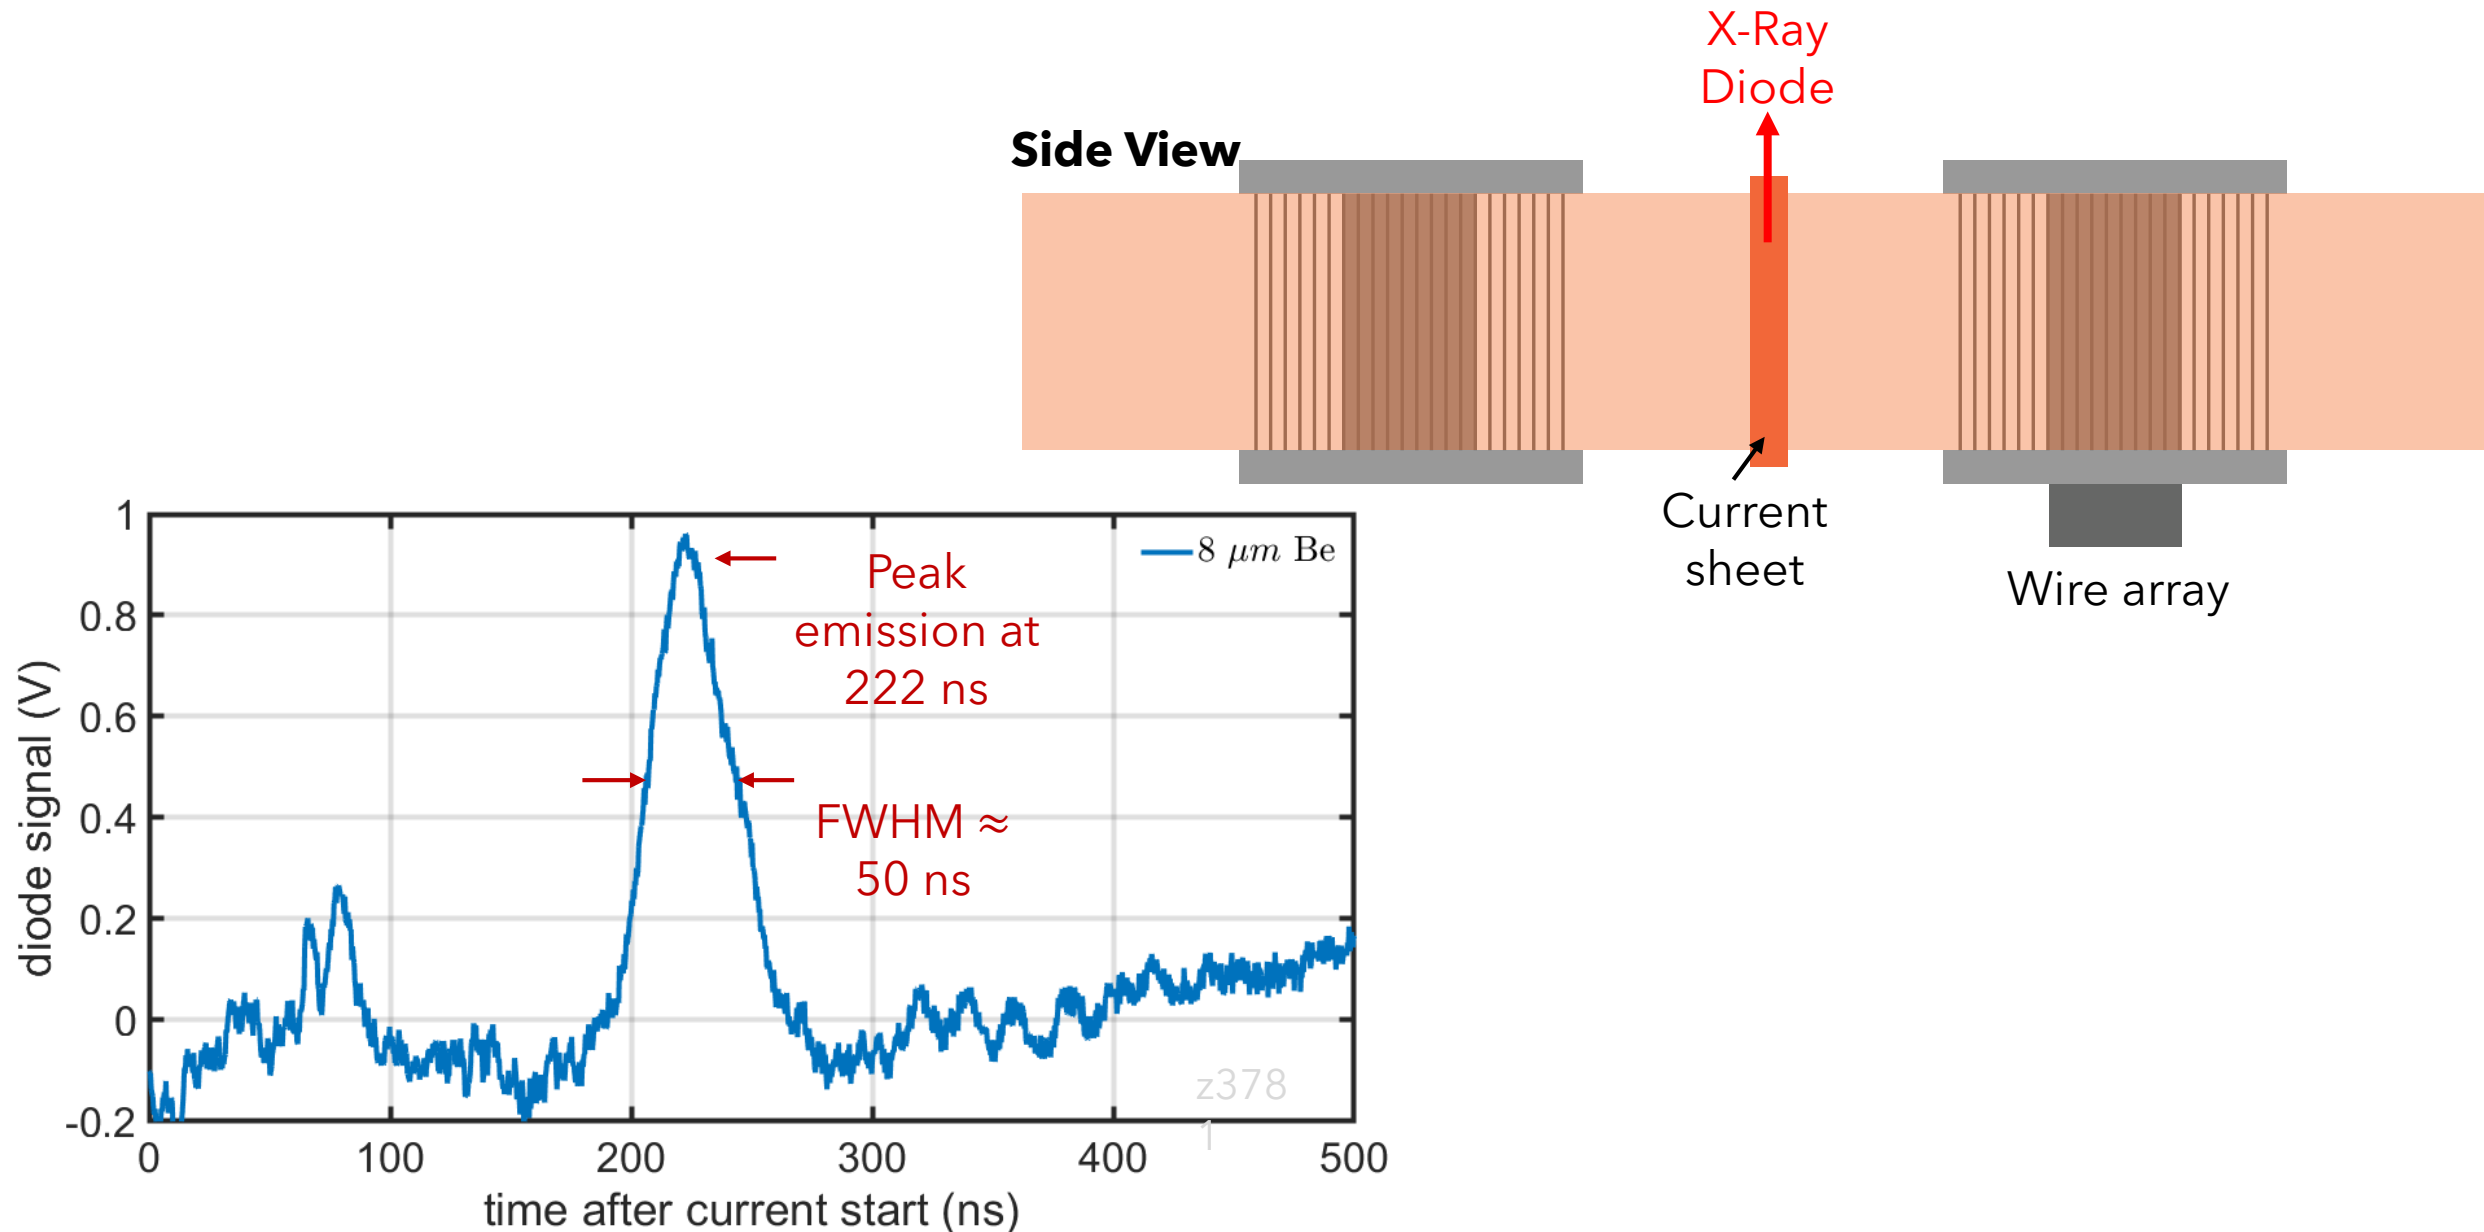 X-Ray
Diode
Side View
Current
sheet
Wire array
8 μm Be
Peak
emission at
222 ns
FWHM ≈
50 ns
z378
1
diode signal (V)
1
0.8
0.6
0.4
0.2
0
-0.2
0 100 200 300 400 500
time after current start (ns)